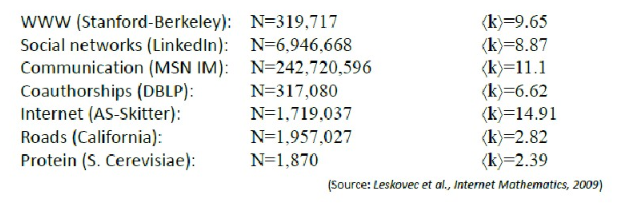 WWW (Stanford-Berkeley): N=319,717 ⟨k⟩=9.65
Social networks (LinkedIn): N=6,946,668 ⟨k⟩=8.87
Communication (MSN IM): N=242,720,596 ⟨k⟩=11.1
Coauthorships (DBLP): N=317,080 ⟨k⟩=6.62
Internet (AS-Skitter): N=1,719,037 ⟨k⟩=14.91
Roads (California): N=1,957,027 ⟨k⟩=2.82
Protein (S. Cerevisiae): N=1,870 ⟨k⟩=2.39
(Source: Leskovec et al., Internet Mathematics, 2009)